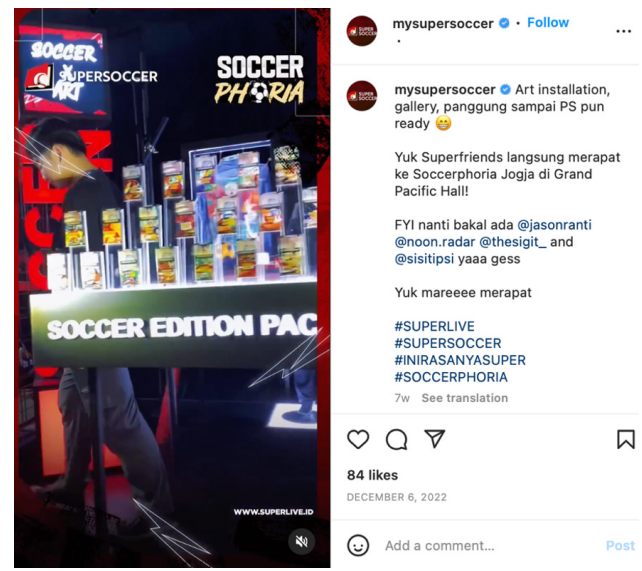 SOCCER
X
ART
SUPERSOCCER
SOCCER
PHORIA
SOCCER EDITION PAC
WWW.SUPERLIVE.ID
mysupersoccer • Follow
•
mysupersoccer Art installation,
gallery, panggung sampai PS pun
ready 😁
Yuk Superfriends langsung merapat
ke Soccerphoria Jogja di Grand
Pacific Hall!
FYI nanti bakal ada @jasonranti
@noon.radar @thesigit_ and
@sisitipsi yaaa gess
Yuk mareeee merapat
#SUPERLIVE
#SUPERSOCCER
#INIRASANYASUPER
#SOCCERPHORIA
7w See translation
84 likes
DECEMBER 6, 2022
Add a comment...
Post